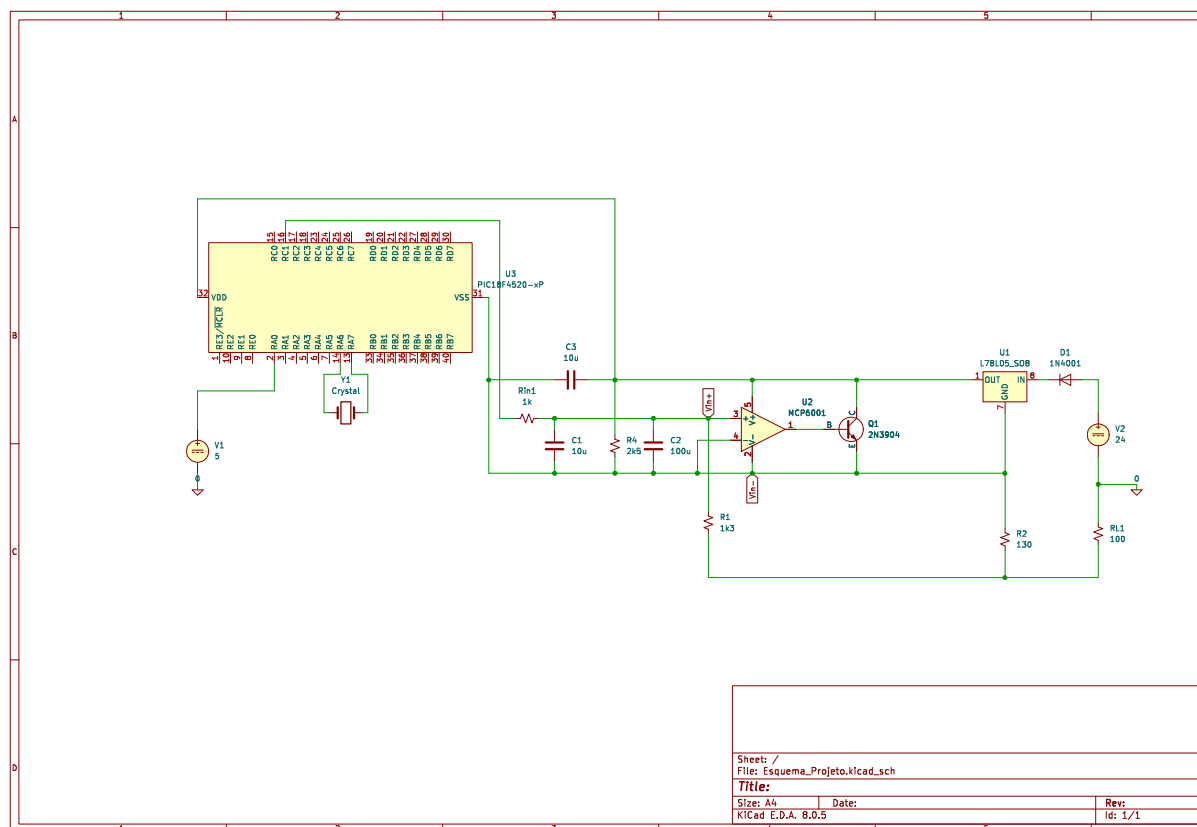 1 2 3 4 5
A
B
C
D
15 16 17 18 23 24 25 26 19 20 21 22 27 28 29 30
RC0 RC1 RC2 RC3 RC4 RC5 RC6 RC7 RD0 RD1 RD2 RD3 RD4 RD5 RD6 RD7
U3
PIC18F4520-xP
32 VDD
VSS 31
RE3/MCLR RE2 RE1 RE0 RA0 RA1 RA2 RA3 RA4 RA5 RA6 RA7 RB0 RB1 RB2 RB3 RB4 RB5 RB6 RB7
1 10 9 8 2 3 4 5 6 7 14 13 33 34 35 36 37 38 39 40
Y1
Crystal
V1
5
0
C3
10u
Rin1
1k
C1
10u
R4
2k5
C2
100u
Vin+
3
4
5
2
1
+
-
V+
V-
U2
MCP6001
Vin-
B
C
E
Q1
2N3904
R1
1k3
U1
L78L05_SO8
1 OUT IN 8
GND
7
D1
1N4001
V2
24
0
R2
130
RL1
100
Sheet: /
File: Esquema_Projeto.kicad_sch
Title:
Size: A4 Date: Rev:
KiCad E.D.A. 8.0.5 Id: 1/1
1 2 3 4 5